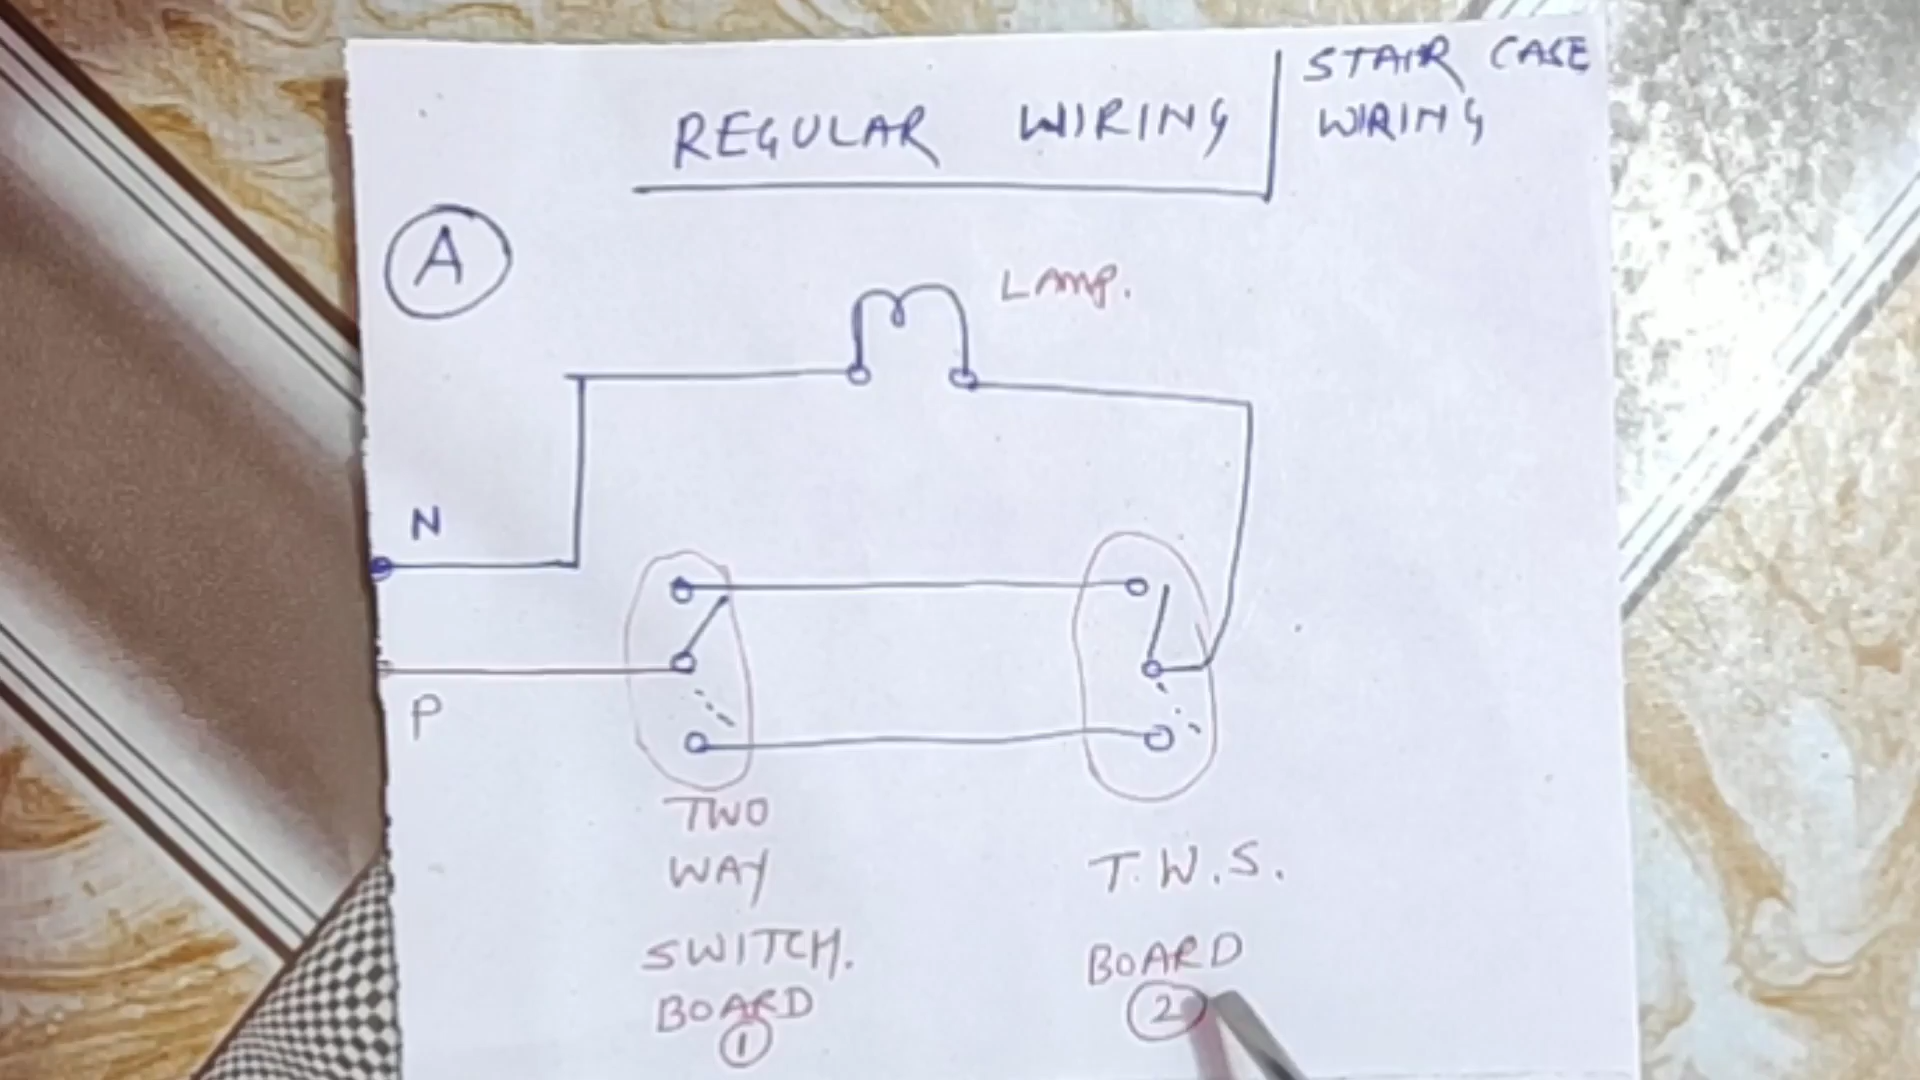 REGULAR WIRING
STAIR CASE
WIRING
A
LAMP.
N
P
TWO
WAY
SWITCH.
BOARD
1
T.W.S.
BOARD
2